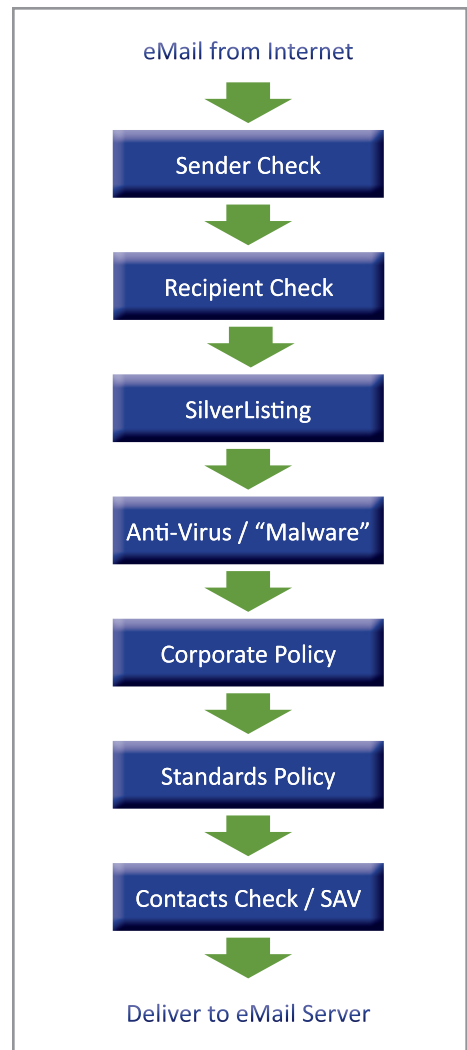 eMail from Internet
Sender Check
Recipient Check
SilverListing
Anti-Virus / “Malware”
Corporate Policy
Standards Policy
Contacts Check / SAV
Deliver to eMail Server